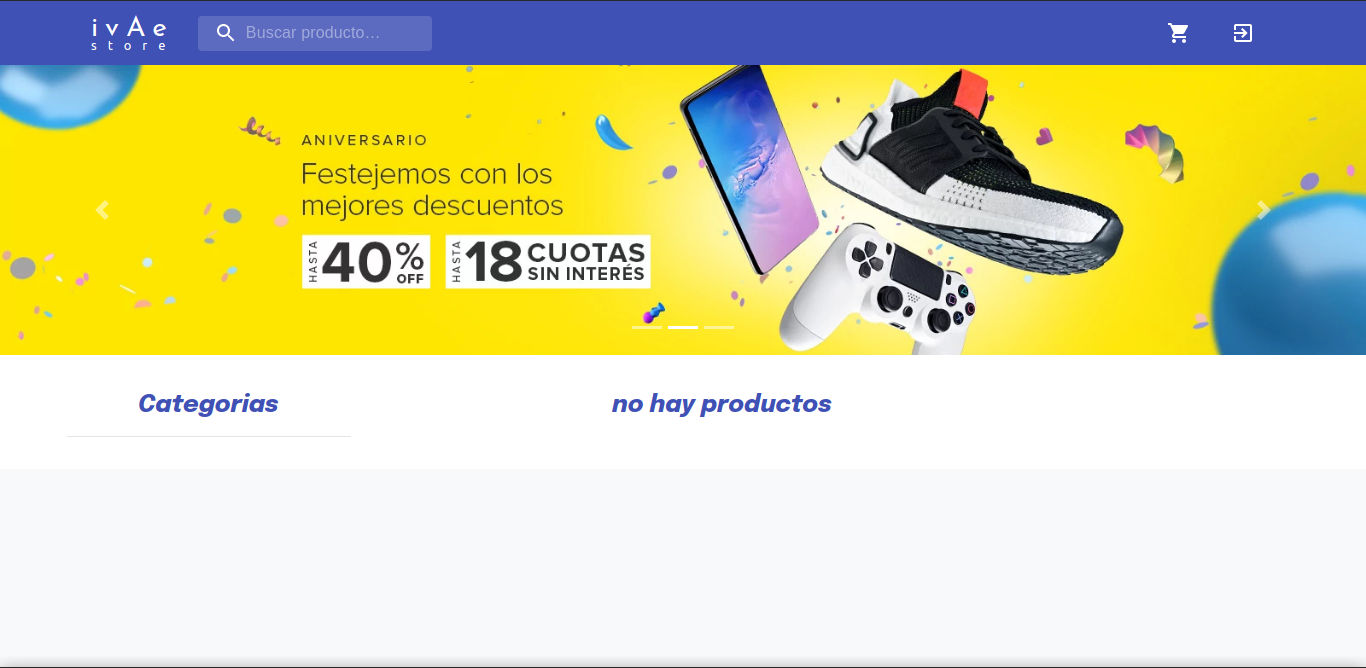 ivAe
store
Buscar producto…
ANIVERSARIO
Festejemos con los
mejores descuentos
HASTA 40% OFF
HASTA 18 CUOTAS SIN INTERÉS
Categorias
no hay productos